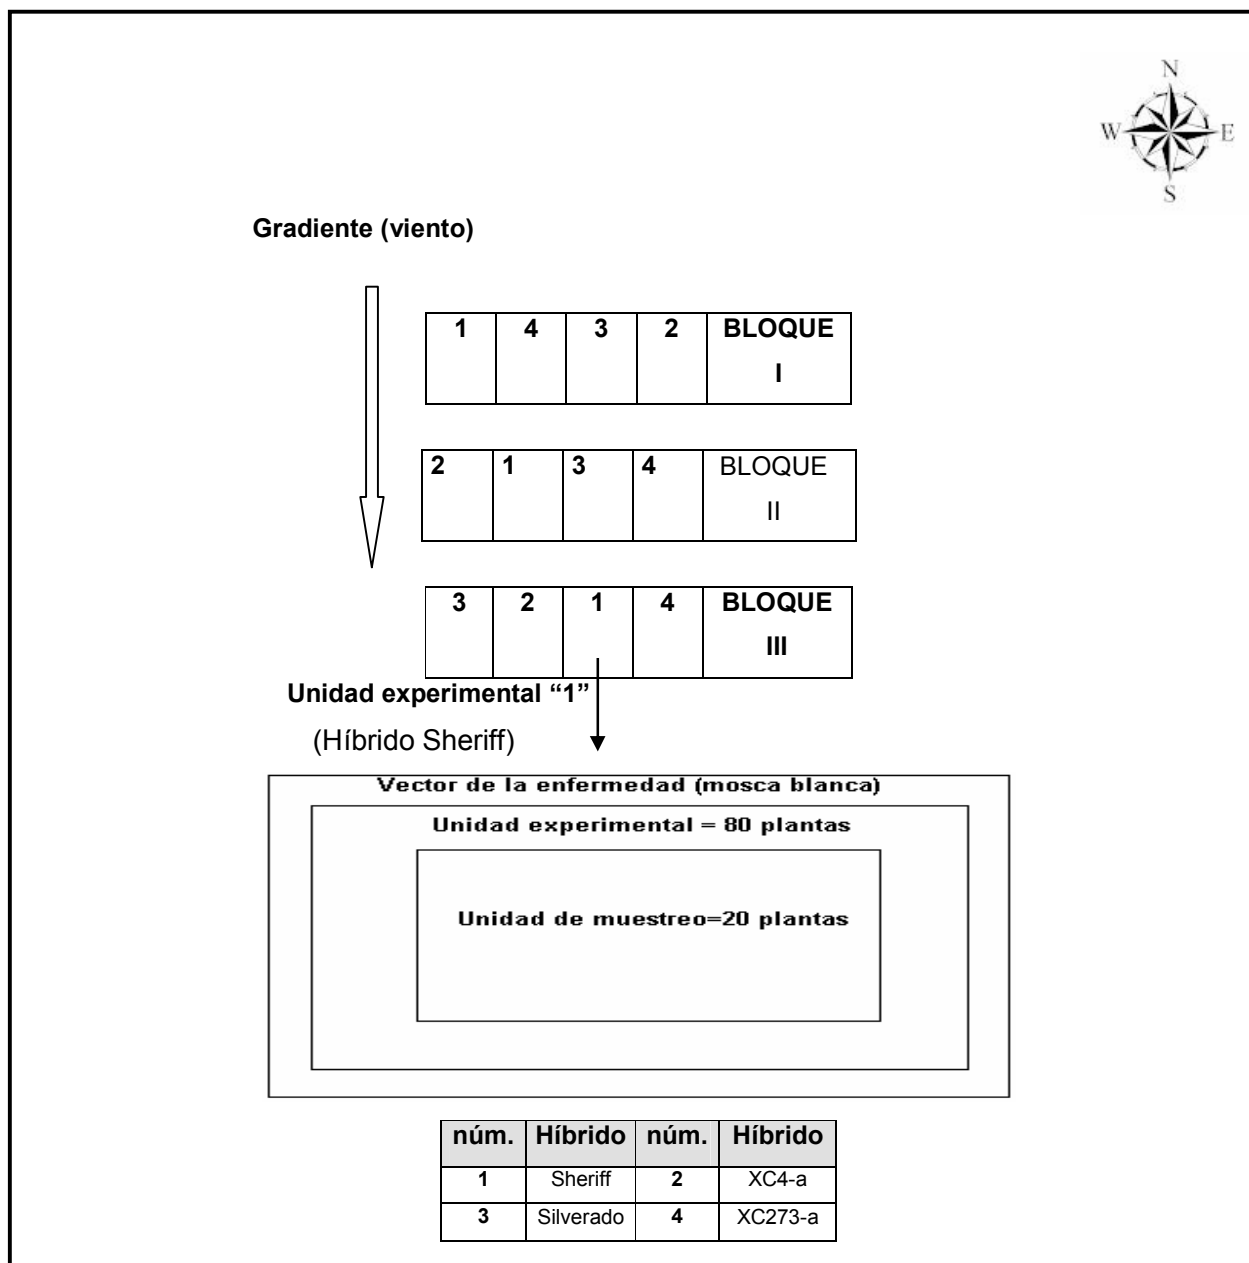 N
W E
S
Gradiente (viento)
1 4 3 2 BLOQUE
I
2 1 3 4 BLOQUE
II
3 2 1 4 BLOQUE
III
Unidad experimental “1”
(Híbrido Sheriff)
Vector de la enfermedad (mosca blanca)
Unidad experimental = 80 plantas
Unidad de muestreo=20 plantas
núm. Híbrido núm. Híbrido
1 Sheriff 2 XC4-a
3 Silverado 4 XC273-a